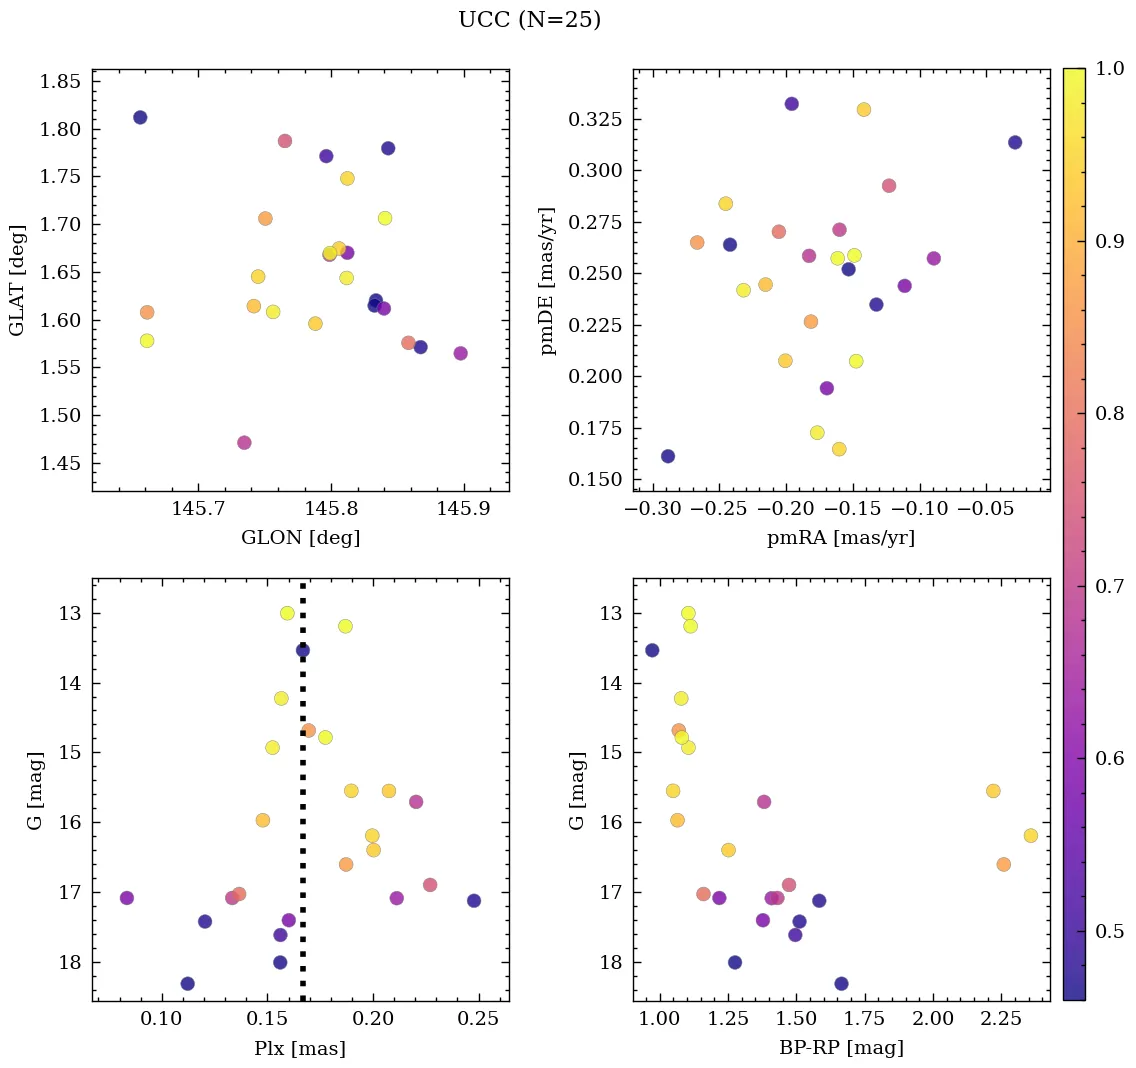 UCC (N=25)
1.85
1.80
1.75
1.70
1.65
1.60
1.55
1.50
1.45
GLAT [deg]
145.7 145.8 145.9
GLON [deg]
0.325
0.300
0.275
0.250
0.225
0.200
0.175
0.150
pmDE [mas/yr]
−0.30 −0.25 −0.20 −0.15 −0.10 −0.05
pmRA [mas/yr]
1.0
0.9
0.8
0.7
0.6
0.5
13
14
15
16
17
18
G [mag]
0.10 0.15 0.20 0.25
Plx [mas]
13
14
15
16
17
18
G [mag]
1.00 1.25 1.50 1.75 2.00 2.25
BP-RP [mag]